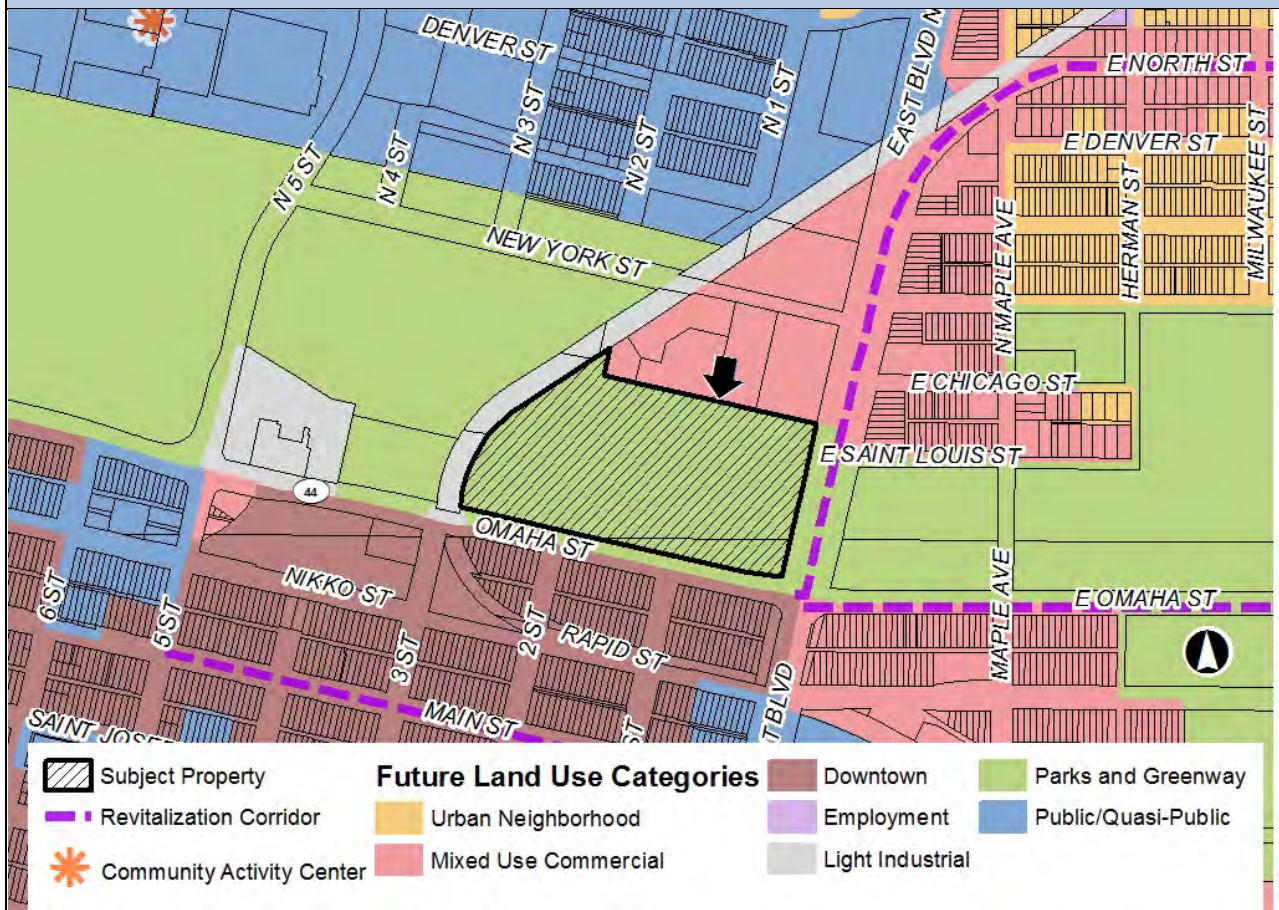 DENVER ST
N 5 ST
N 4 ST
N 3 ST
N 2 ST
N 1 ST
EAST BLVD N
E NORTH ST
E DENVER ST
N MAPLE AVE
HERMAN ST
MILWAUKEE ST
NEW YORK ST
E CHICAGO ST
E SAINT LOUIS ST
44
OMAHA ST
E OMAHA ST
MAPLE AVE
NIKKO ST
RAPID ST
6 ST
5 ST
3 ST
2 ST
MAIN ST
ST
T BLVD
SAINT JOSE
Subject Property
Revitalization Corridor
Community Activity Center
Future Land Use Categories
Urban Neighborhood
Mixed Use Commercial
Downtown
Employment
Light Industrial
Parks and Greenway
Public/Quasi-Public